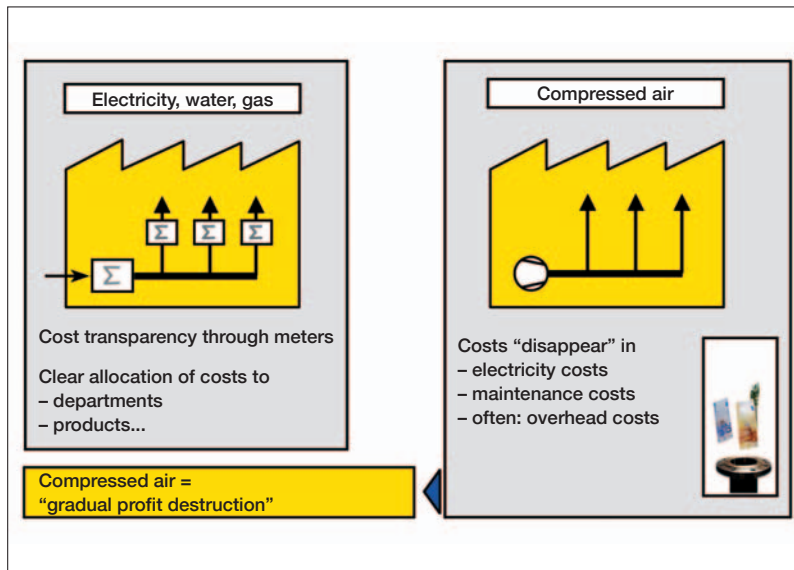 Electricity, water, gas
Σ
Σ
Σ
Σ
Cost transparency through meters
Clear allocation of costs to
– departments
– products...
Compressed air
Costs “disappear” in
– electricity costs
– maintenance costs
– often: overhead costs
Compressed air =
“gradual profit destruction”